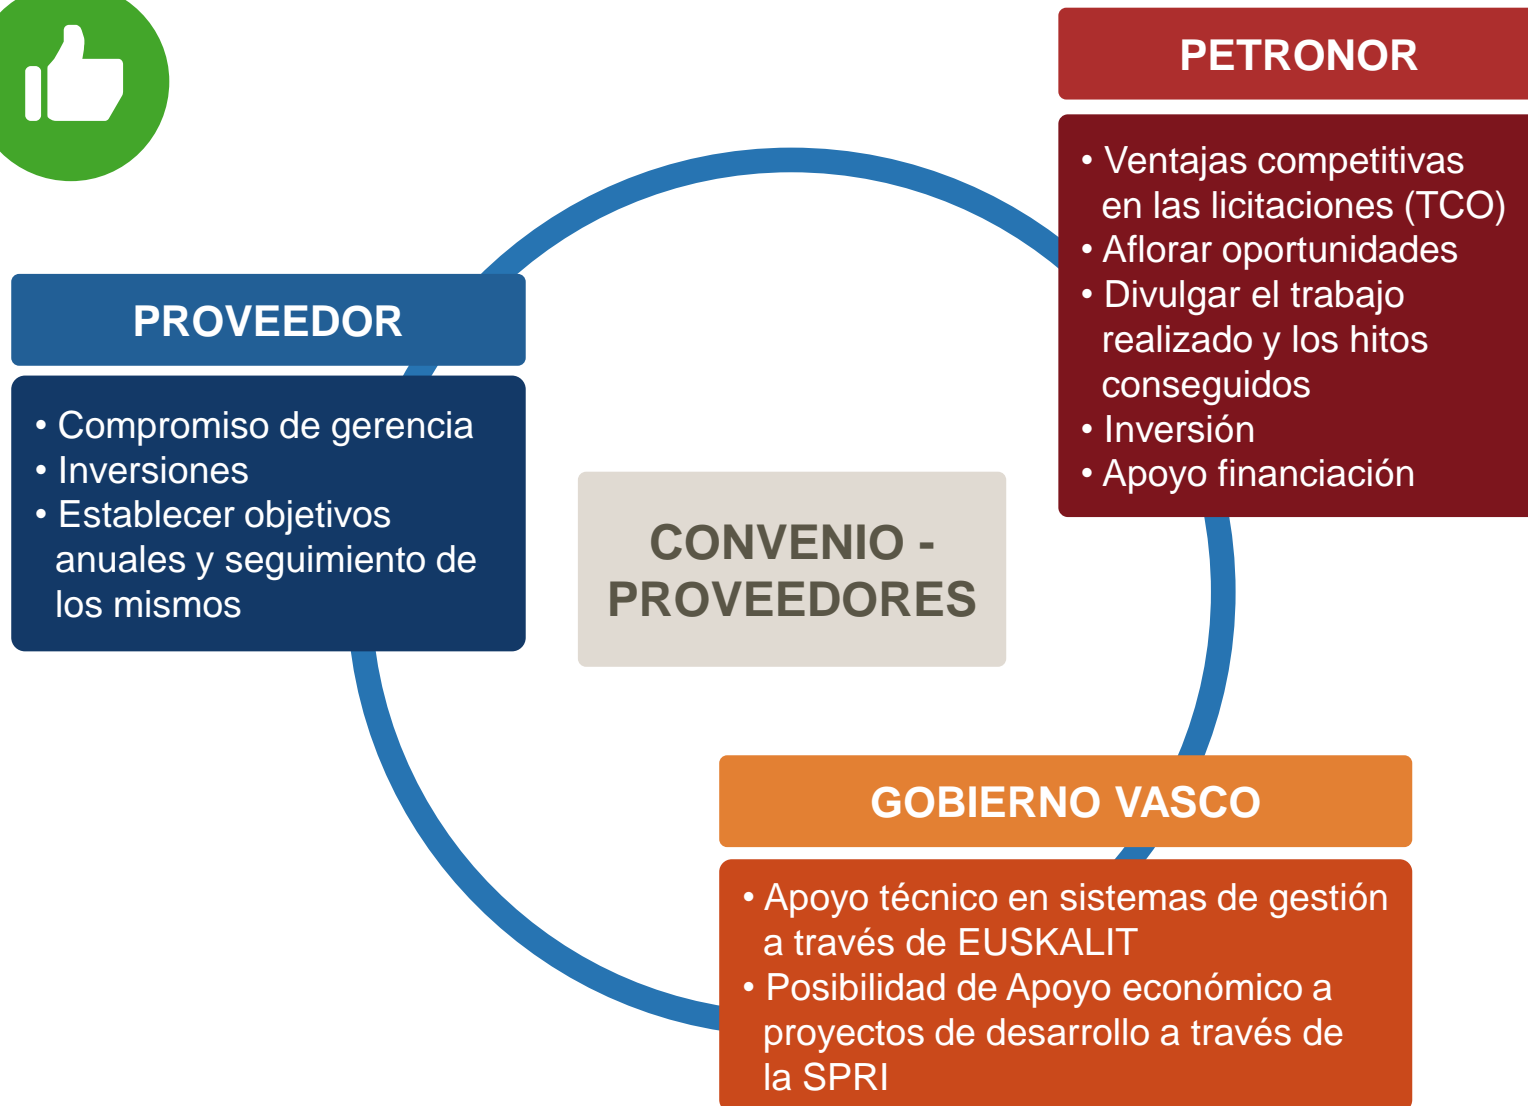 PETRONOR
• Ventajas competitivas
en las licitaciones (TCO)
• Aflorar oportunidades
• Divulgar el trabajo
realizado y los hitos
conseguidos
• Inversión
• Apoyo financiación
PROVEEDOR
• Compromiso de gerencia
• Inversiones
• Establecer objetivos
anuales y seguimiento de
los mismos
CONVENIO -
PROVEEDORES
GOBIERNO VASCO
• Apoyo técnico en sistemas de gestión
a través de EUSKALIT
• Posibilidad de Apoyo económico a
proyectos de desarrollo a través de
la SPRI